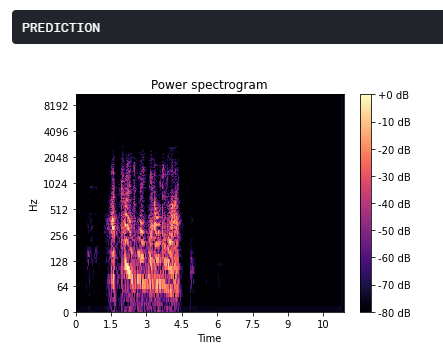 PREDICTION
Power spectrogram
8192
4096
2048
1024
512
256
128
64
0
Hz
0 1.5 3 4.5 6 7.5 9 10
Time
+0 dB
-10 dB
-20 dB
-30 dB
-40 dB
-50 dB
-60 dB
-70 dB
-80 dB